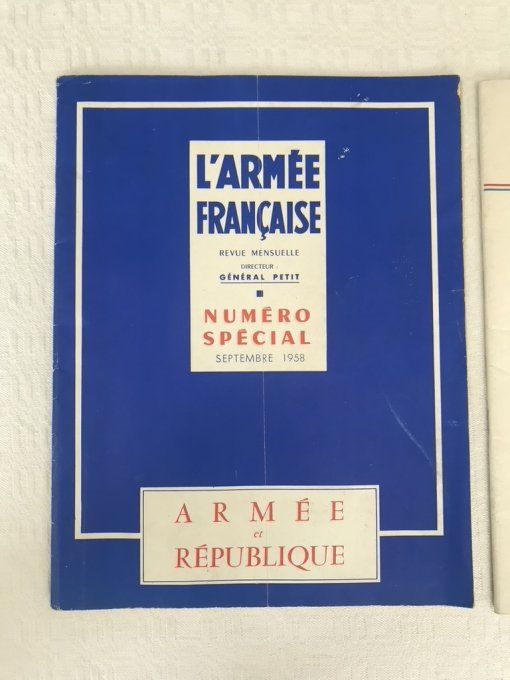 L'ARMÉE
FRANÇAISE
REVUE MENSUELLE
DIRECTEUR :
GÉNÉRAL PETIT
NUMÉRO
SPÉCIAL
SEPTEMBRE 1958
ARMÉE
et
RÉPUBLIQUE